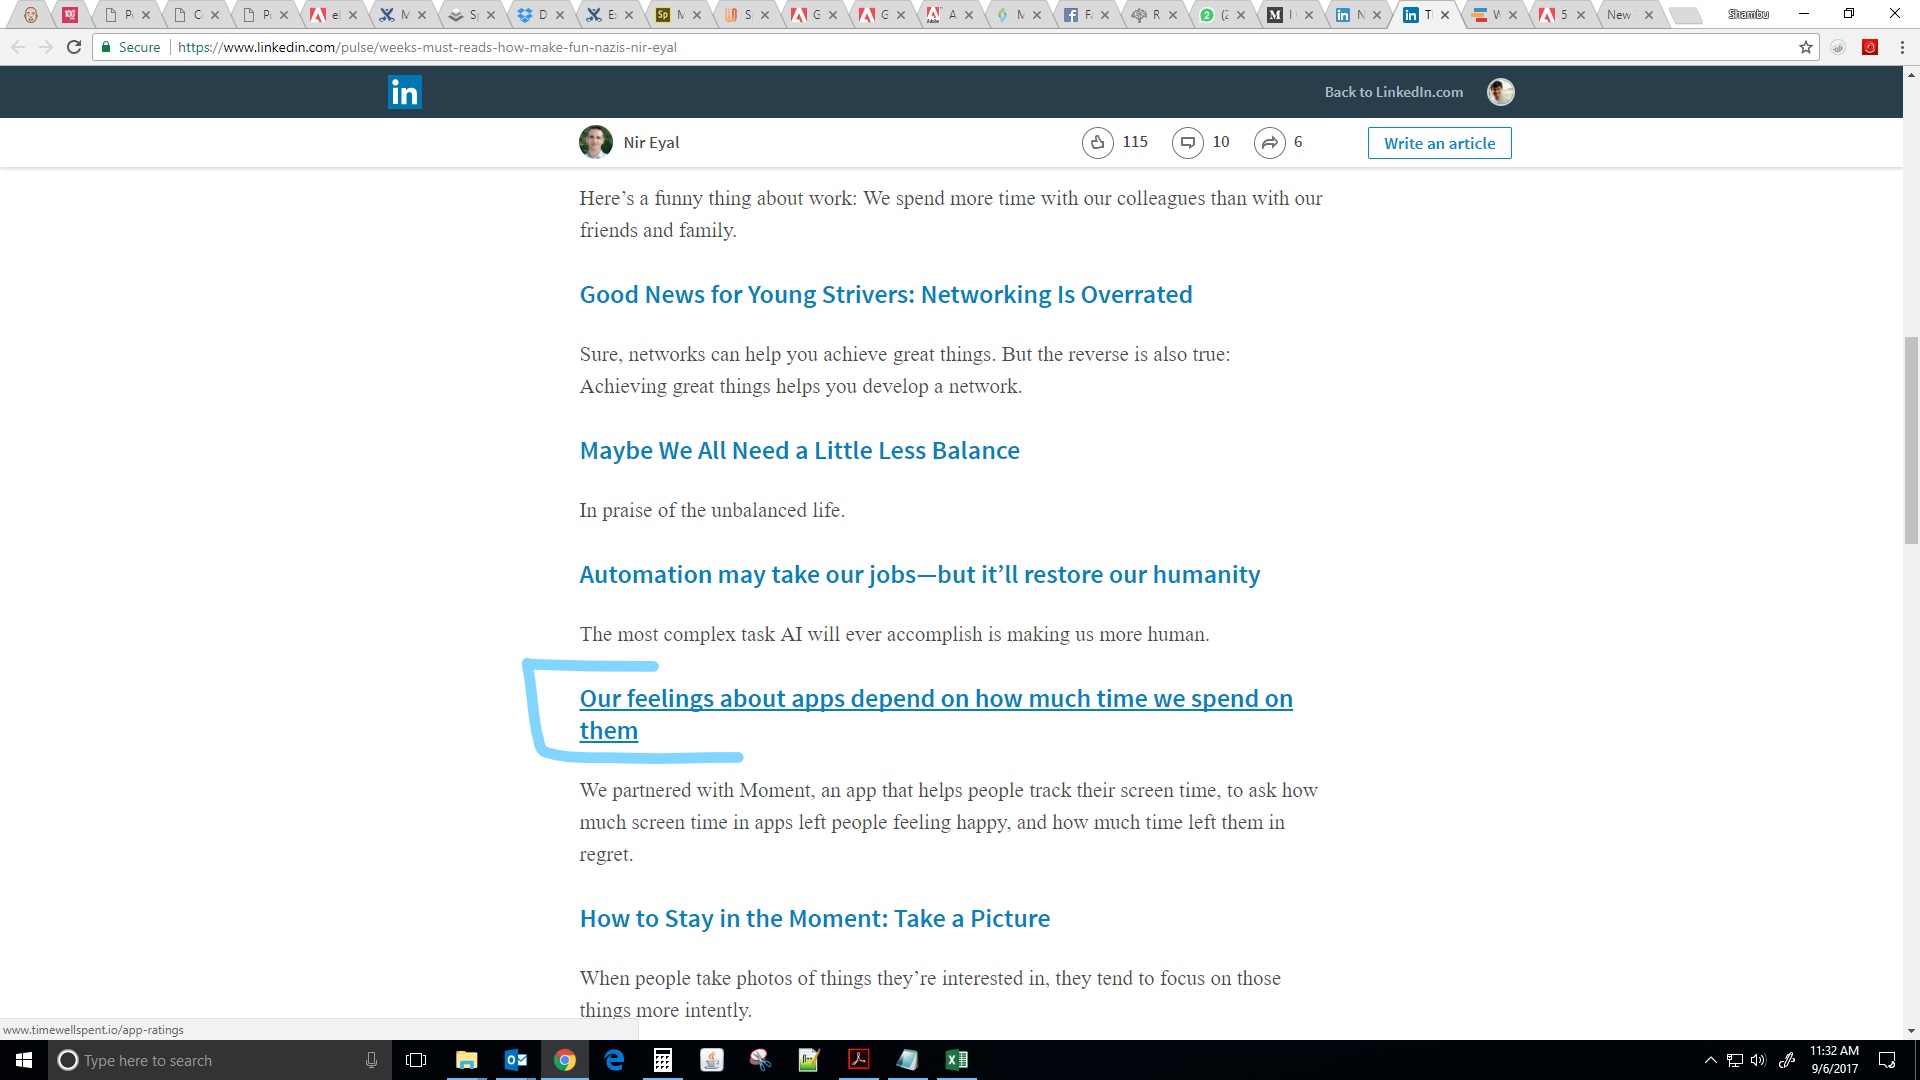 P
C
P
el
M
Sp
D
E
M
S
G
G
A
M
F
R
(2
I
N
T
W
5
New
Shambu
Secure
https://www.linkedin.com/pulse/weeks-must-reads-how-make-fun-nazis-nir-eyal
in
Back to LinkedIn.com
Nir Eyal
115
10
6
Write an article
Here’s a funny thing about work: We spend more time with our colleagues than with our
friends and family.
Good News for Young Strivers: Networking Is Overrated
Sure, networks can help you achieve great things. But the reverse is also true:
Achieving great things helps you develop a network.
Maybe We All Need a Little Less Balance
In praise of the unbalanced life.
Automation may take our jobs—but it’ll restore our humanity
The most complex task AI will ever accomplish is making us more human.
Our feelings about apps depend on how much time we spend on
them
We partnered with Moment, an app that helps people track their screen time, to ask how
much screen time in apps left people feeling happy, and how much time left them in
regret.
How to Stay in the Moment: Take a Picture
When people take photos of things they’re interested in, they tend to focus on those
things more intently.
www.timewellspent.io/app-ratings
Type here to search
11:32 AM
9/6/2017